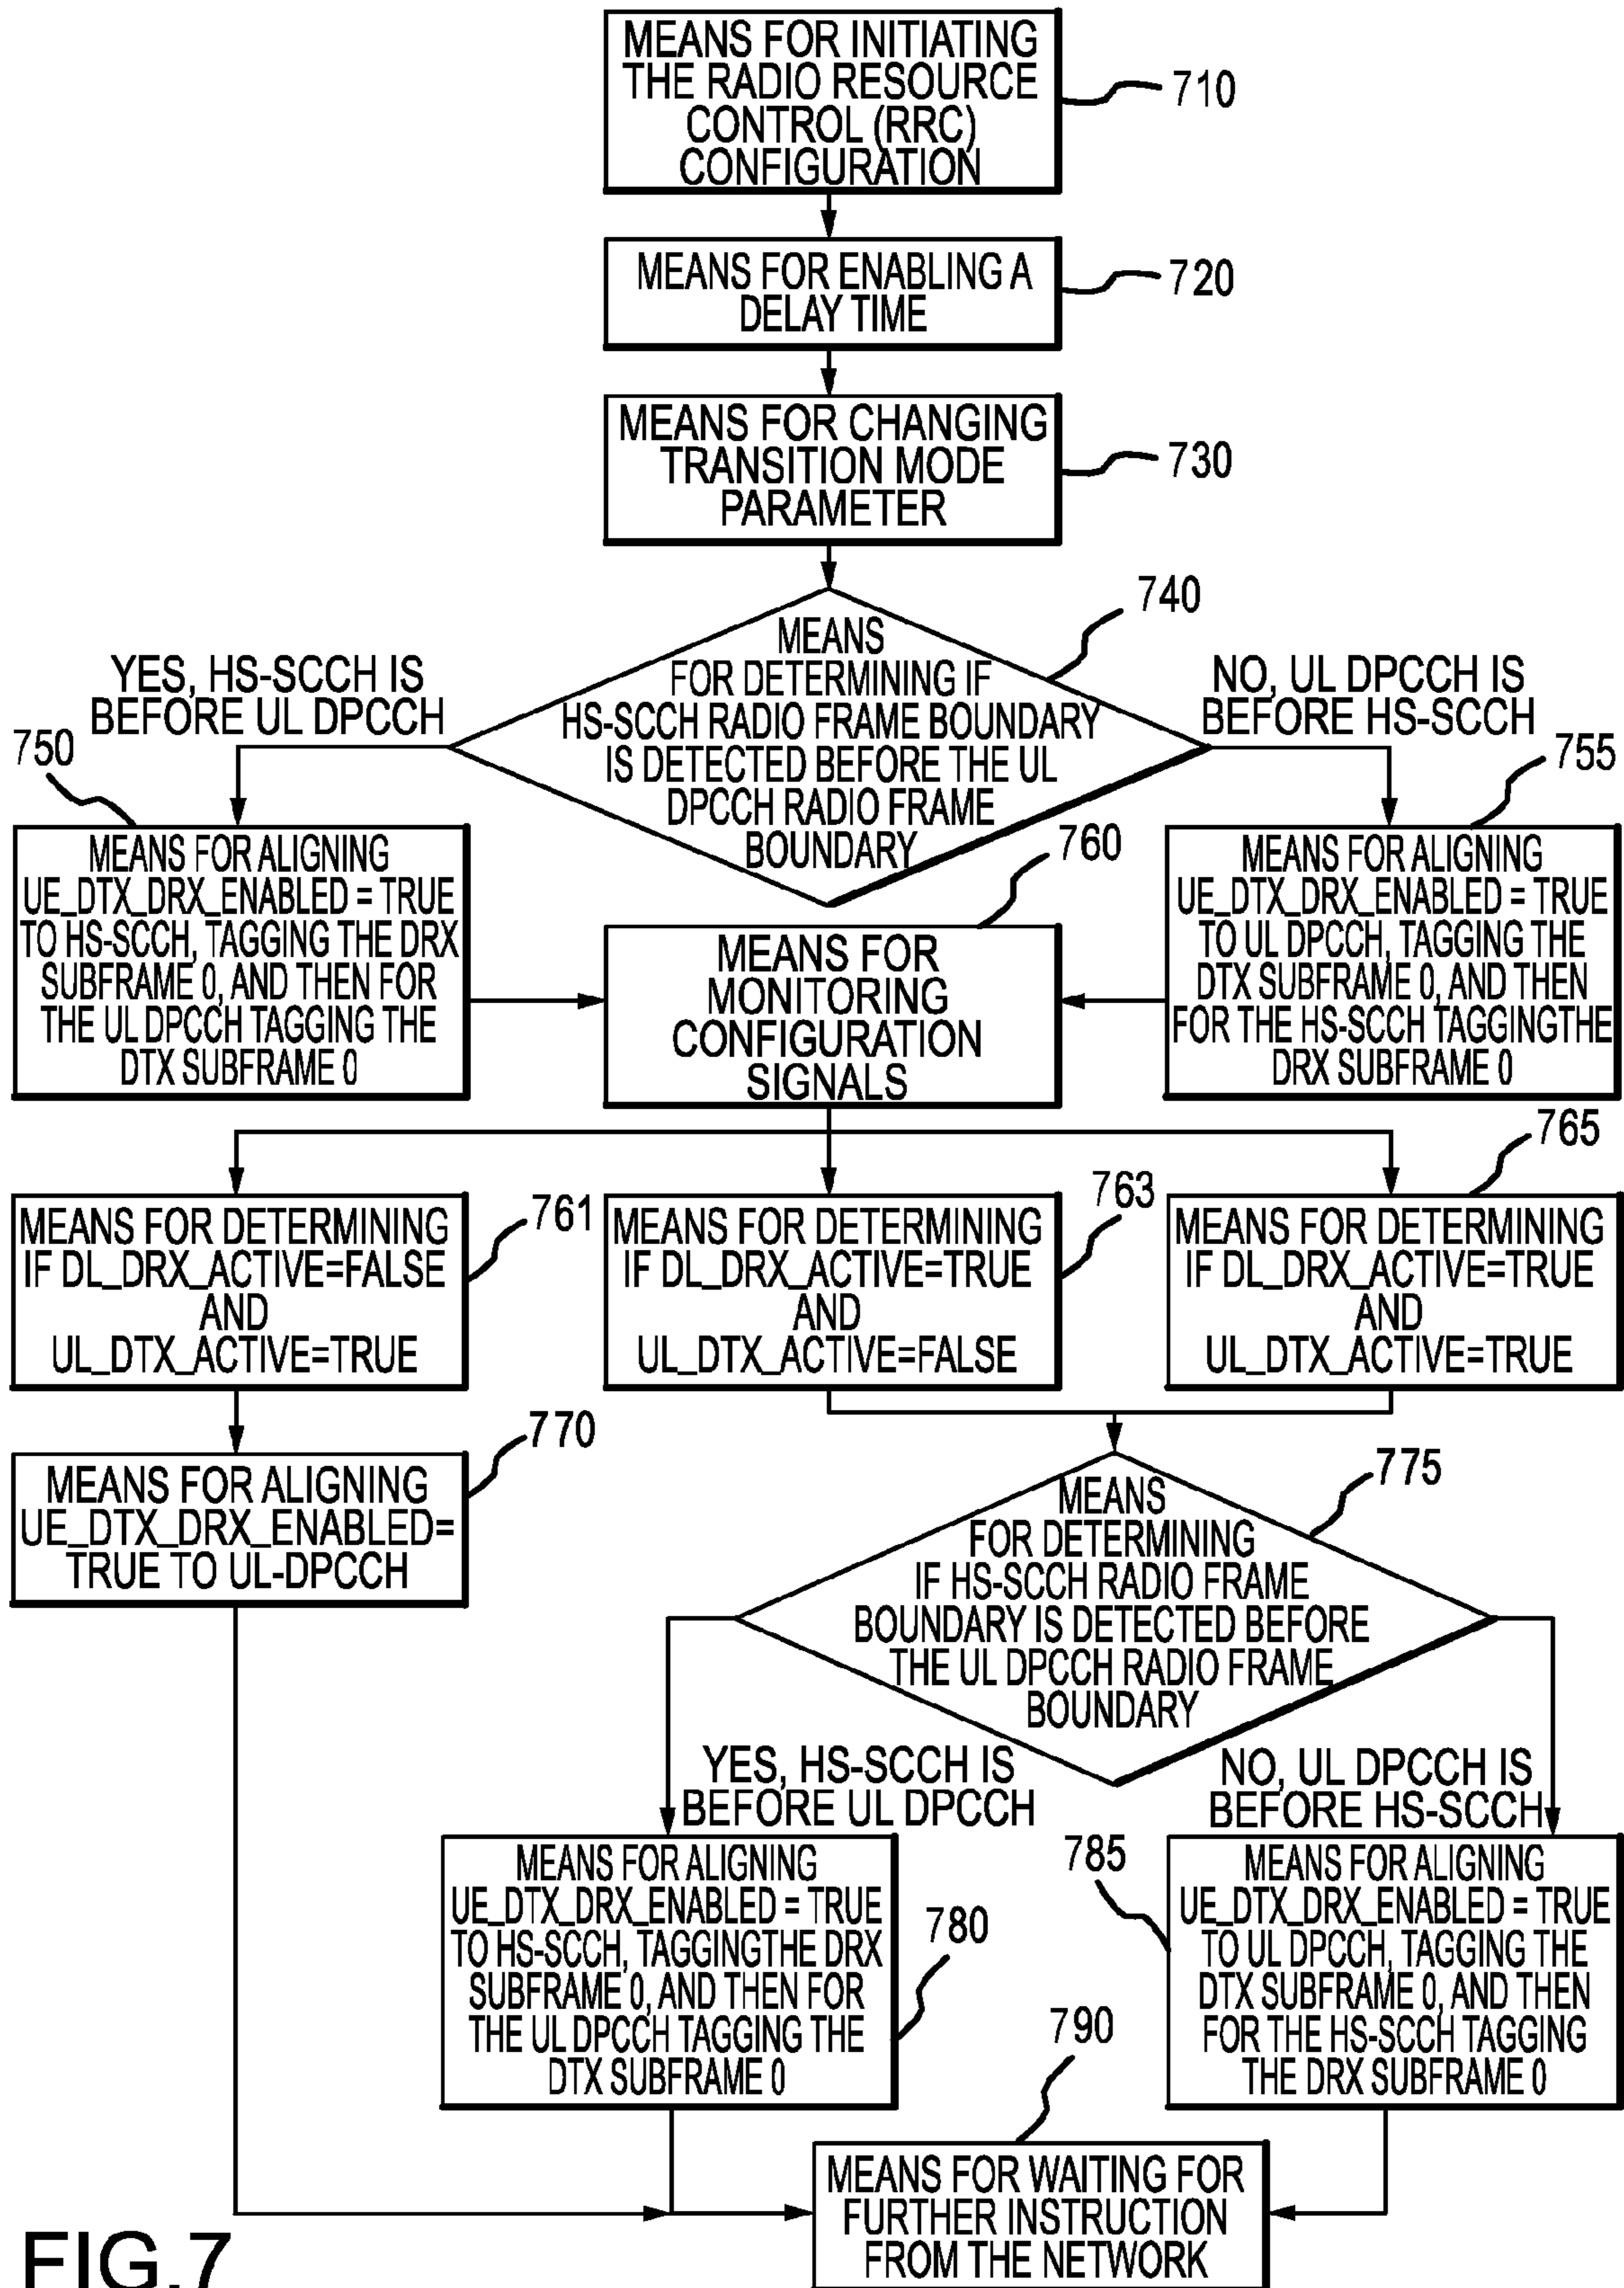 MEANS FOR INITIATING
THE RADIO RESOURCE
CONTROL (RRC)
CONFIGURATION
710
MEANS FOR ENABLING A
DELAY TIME
720
MEANS FOR CHANGING
TRANSITION MODE
PARAMETER
730
740
MEANS
FOR DETERMINING IF
HS-SCCH RADIO FRAME BOUNDARY
IS DETECTED BEFORE THE UL
DPCCH RADIO FRAME
BOUNDARY
YES, HS-SCCH IS
BEFORE UL DPCCH
NO, UL DPCCH IS
BEFORE HS-SCCH
750
MEANS FOR ALIGNING
UE_DTX_DRX_ENABLED = TRUE
TO HS-SCCH, TAGGING THE DRX
SUBFRAME 0, AND THEN FOR
THE UL DPCCH TAGGING THE
DTX SUBFRAME 0
760
MEANS FOR
MONITORING
CONFIGURATION
SIGNALS
755
MEANS FOR ALIGNING
UE_DTX_DRX_ENABLED = TRUE
TO UL DPCCH, TAGGING THE
DTX SUBFRAME 0, AND THEN
FOR THE HS-SCCH TAGGINGTHE
DRX SUBFRAME 0
761
MEANS FOR DETERMINING
IF DL_DRX_ACTIVE=FALSE
AND
UL_DTX_ACTIVE=TRUE
763
MEANS FOR DETERMINING
IF DL_DRX_ACTIVE=TRUE
AND
UL_DTX_ACTIVE=FALSE
765
MEANS FOR DETERMINING
IF DL_DRX_ACTIVE=TRUE
AND
UL_DTX_ACTIVE=TRUE
770
MEANS FOR ALIGNING
UE_DTX_DRX_ENABLED=
TRUE TO UL-DPCCH
775
MEANS
FOR DETERMINING
IF HS-SCCH RADIO FRAME
BOUNDARY IS DETECTED BEFORE
THE UL DPCCH RADIO FRAME
BOUNDARY
YES, HS-SCCH IS
BEFORE UL DPCCH
NO, UL DPCCH IS
BEFORE HS-SCCH
780
MEANS FOR ALIGNING
UE_DTX_DRX_ENABLED = TRUE
TO HS-SCCH, TAGGINGTHE DRX
SUBFRAME 0, AND THEN FOR
THE UL DPCCH TAGGING THE
DTX SUBFRAME 0
785
MEANS FOR ALIGNING
UE_DTX_DRX_ENABLED = TRUE
TO UL DPCCH, TAGGING THE
DTX SUBFRAME 0, AND THEN
FOR THE HS-SCCH TAGGING
THE DRX SUBFRAME 0
790
MEANS FOR WAITING FOR
FURTHER INSTRUCTION
FROM THE NETWORK
FIG.7